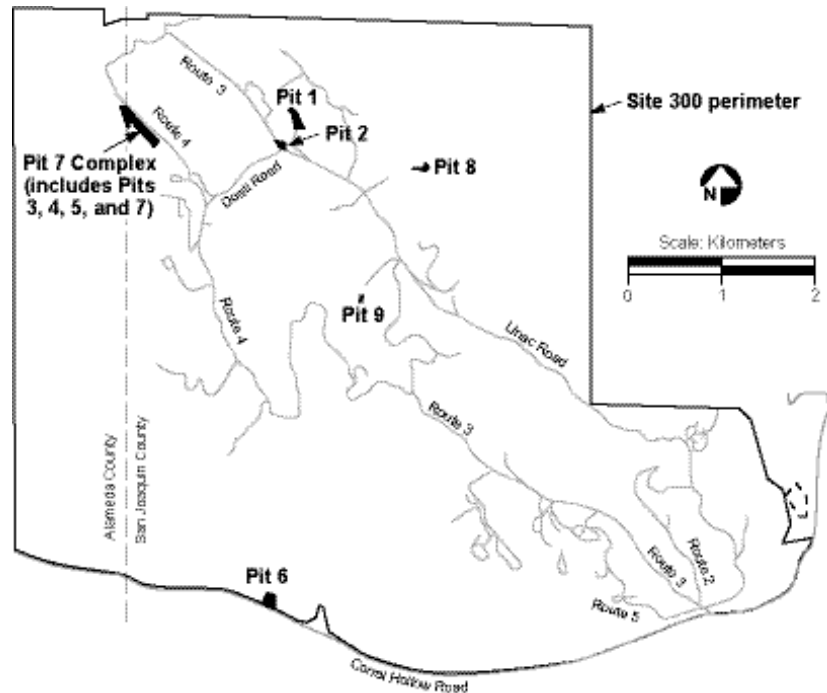 Route 3
Pit 1
Site 300 perimeter
Route 4
Pit 2
Pit 7 Complex
(includes Pits
3, 4, 5, and 7)
Pit 8
Doall Road
N
Scale: Kilometers
0 1 2
Pit 9
Route 4
Linac Road
Route 3
Alameda County
San Joaquin County
Pit 6
Route 3
Route 2
Route 5
Corral Hollow Road